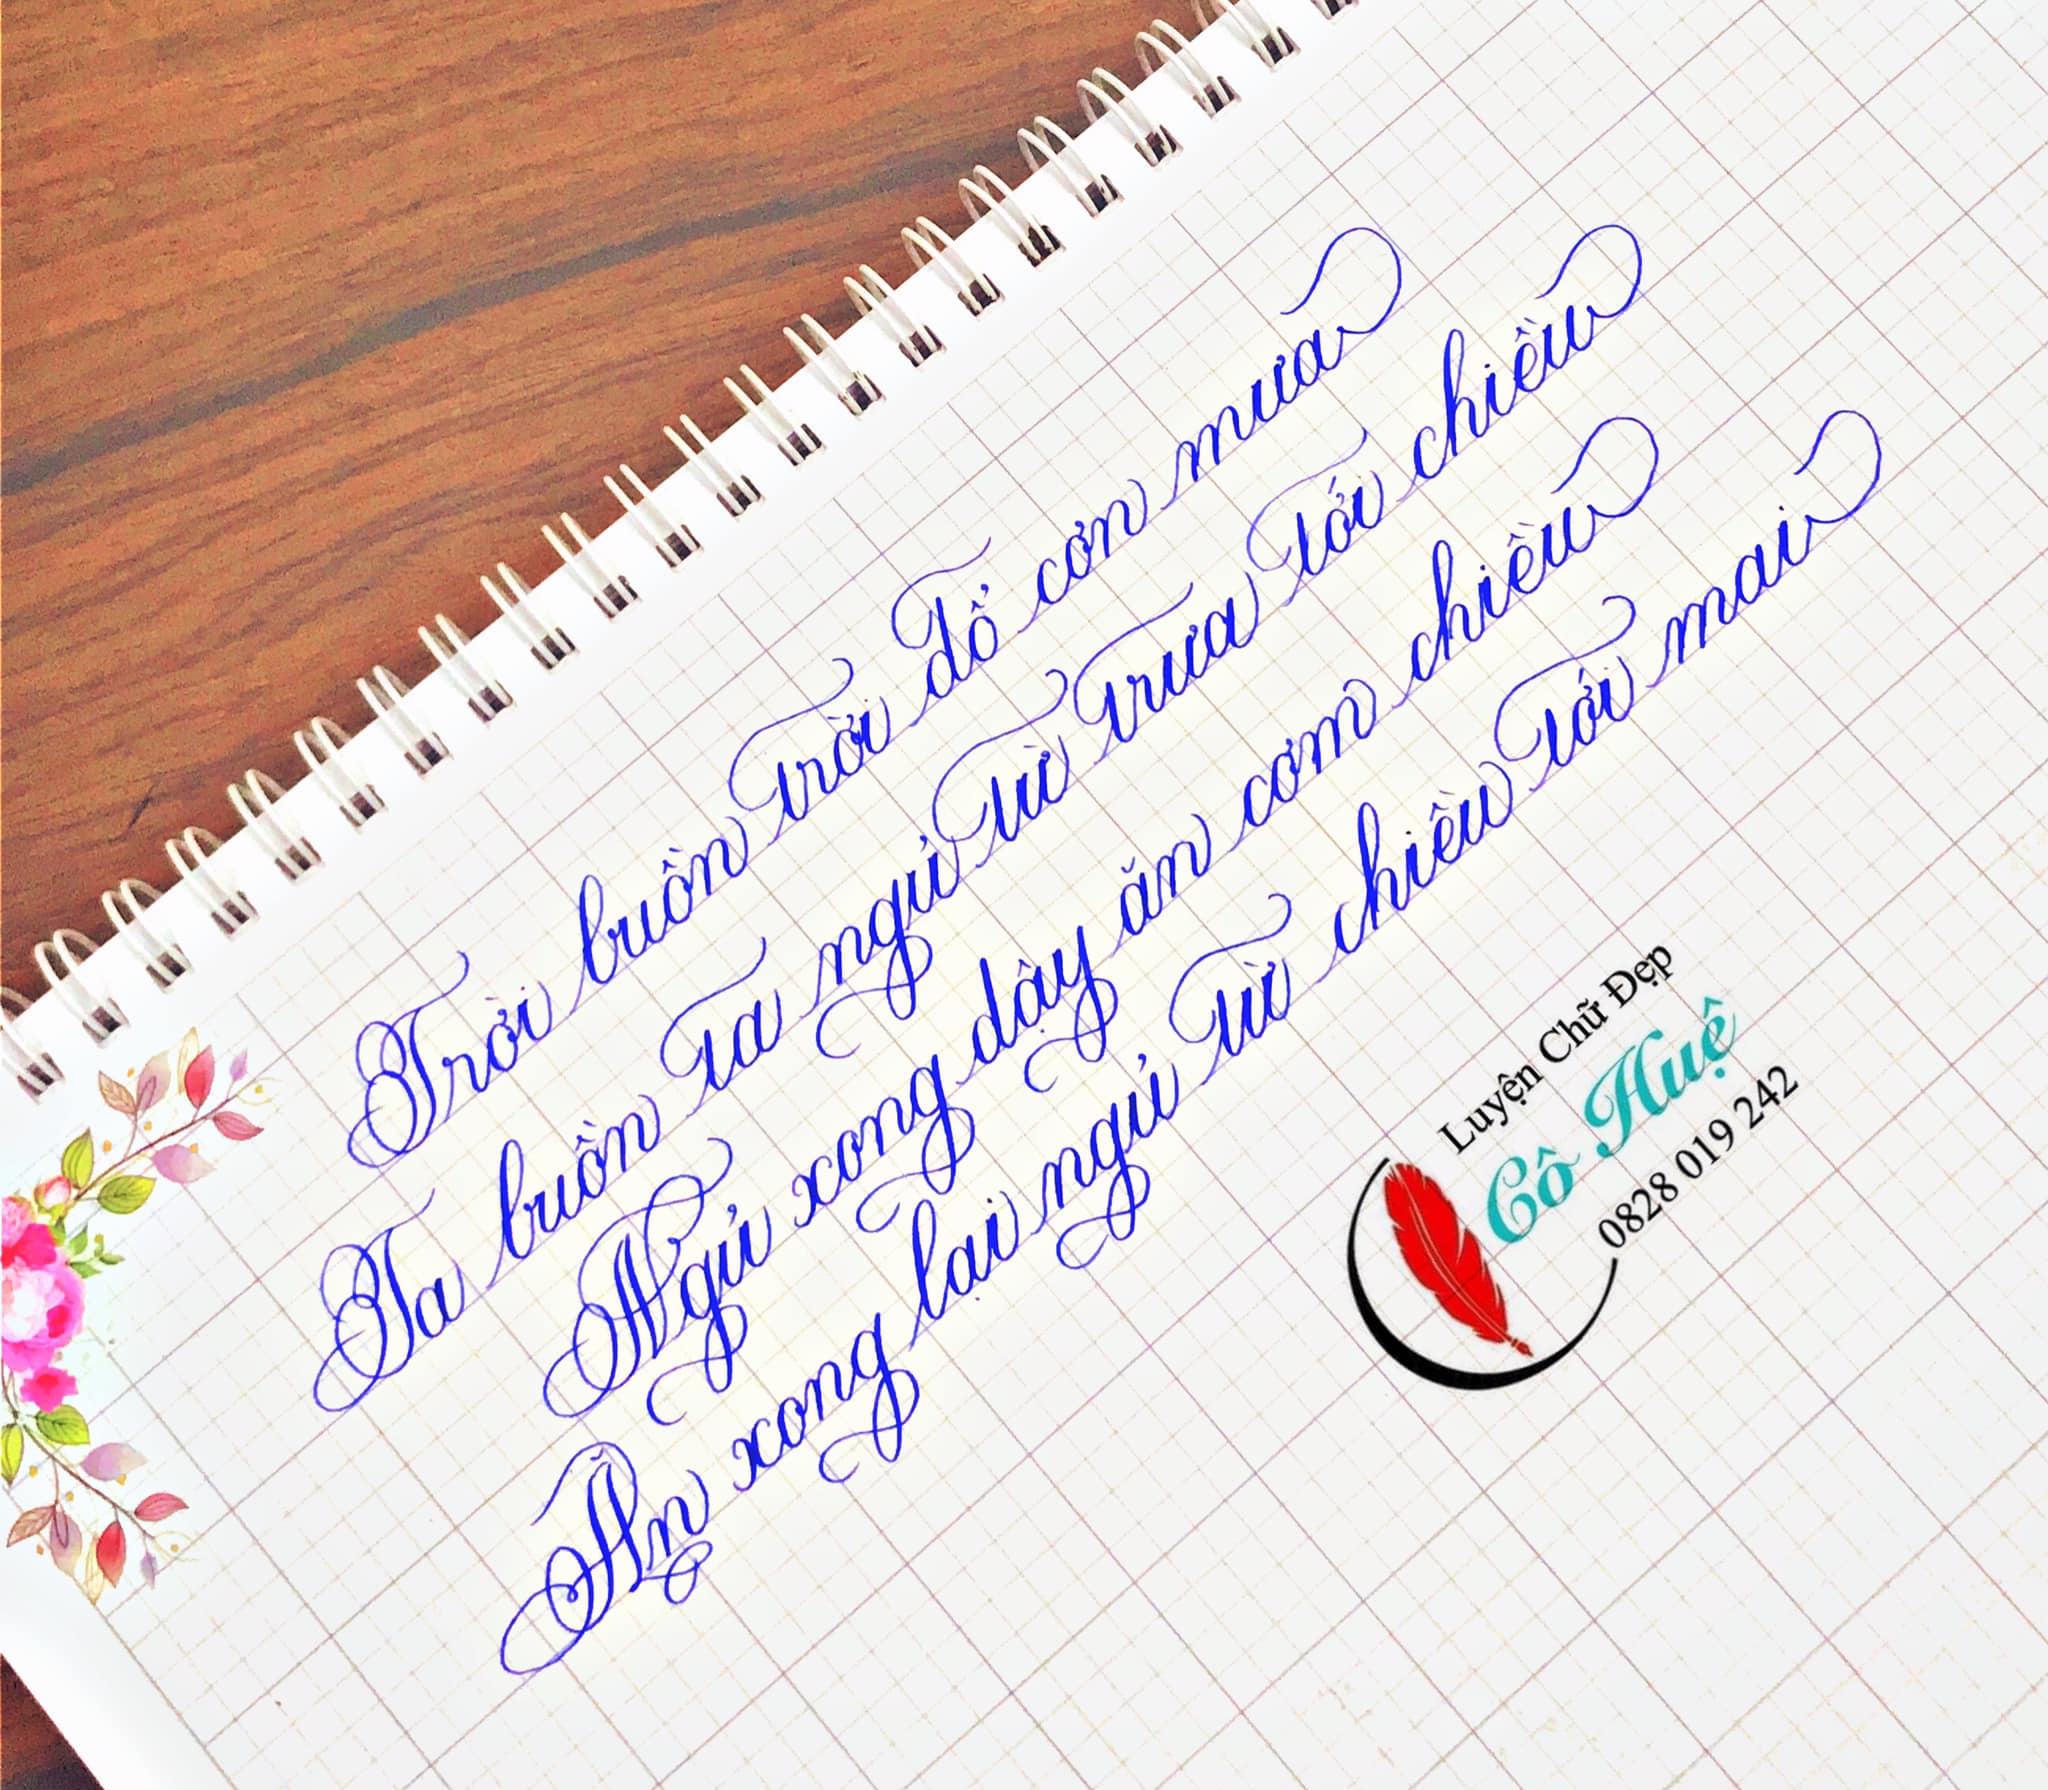 Trời buồn trời đổ cơn mưa
Ta buồn ta ngủ từ trưa tới chiều
Ngủ xong dậy ăn cơm chiều
Ăn xong lại ngủ từ chiều tới mai
Luyện Chữ Đẹp
Cô Huệ
0828 019 242